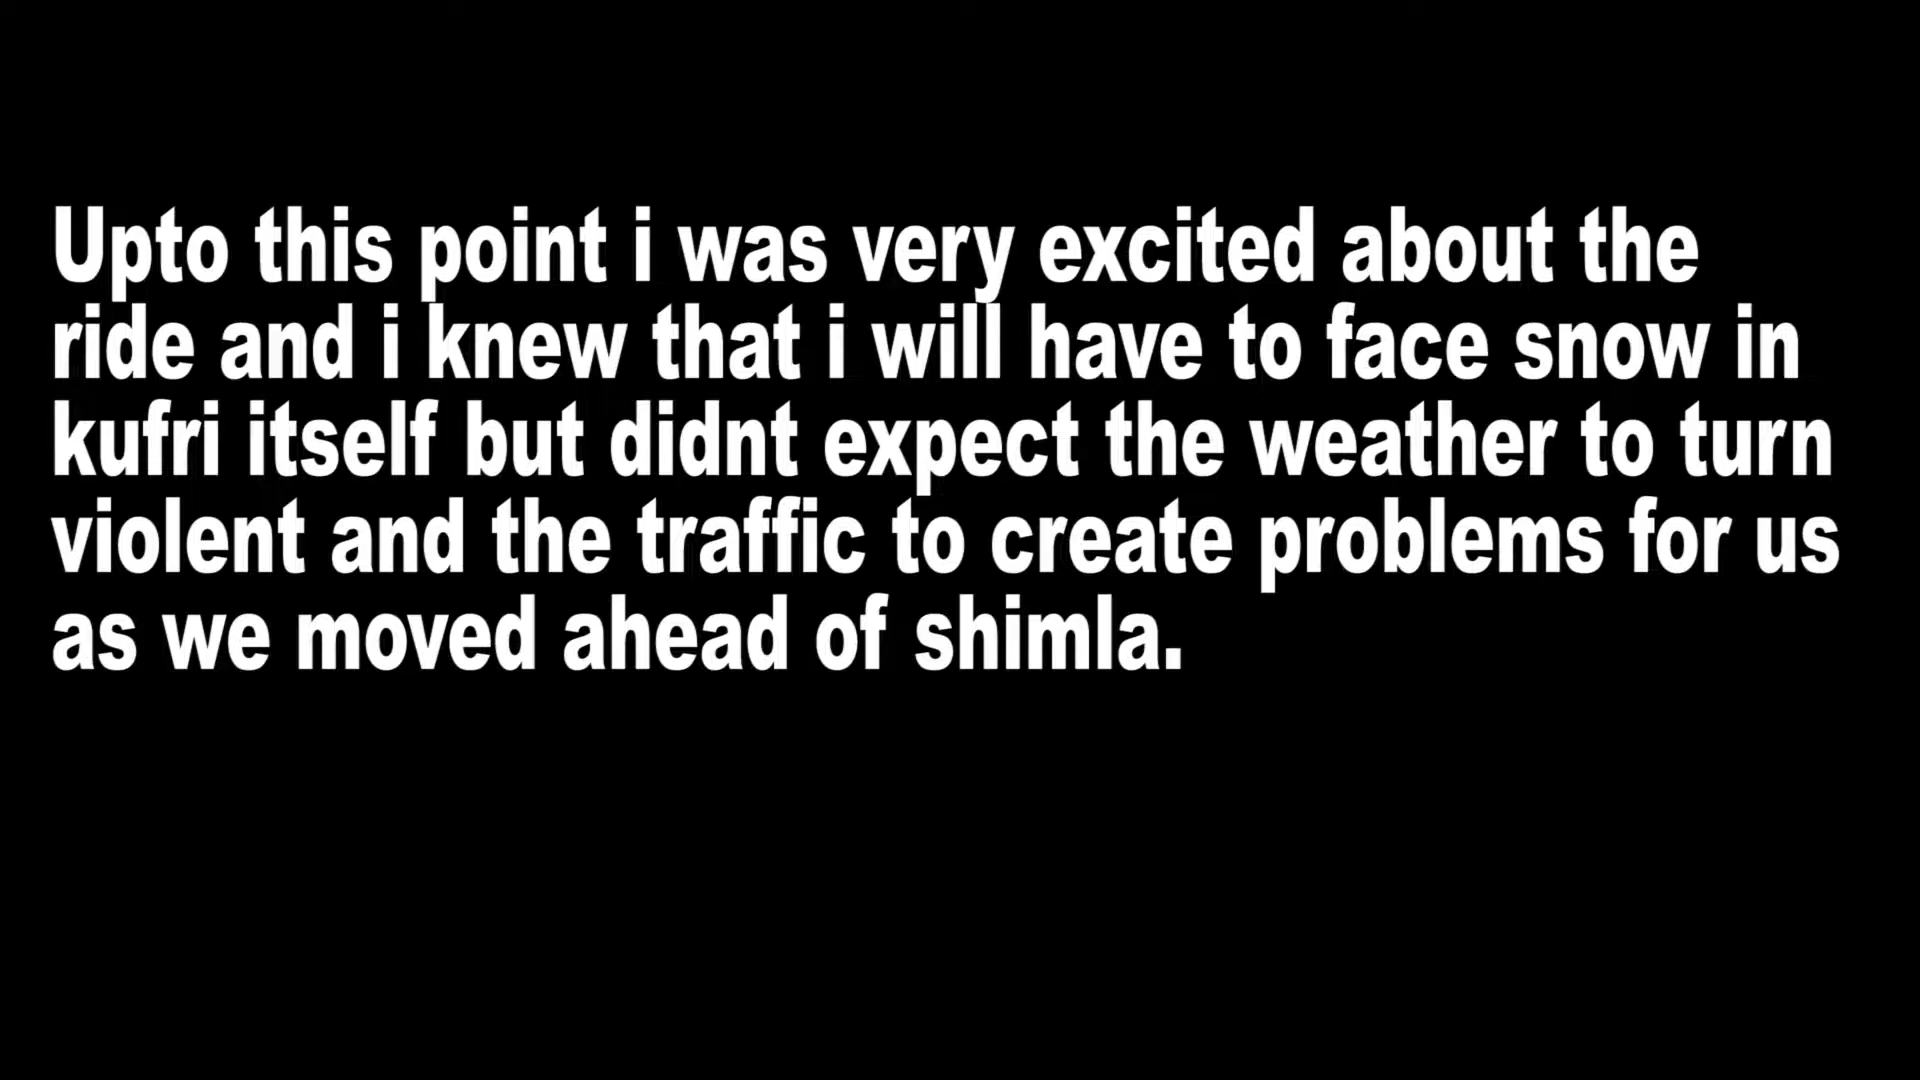 Upto this point i was very excited about the
ride and i knew that i will have to face snow in
kufri itself but didnt expect the weather to turn
violent and the traffic to create problems for us
as we moved ahead of shimla.